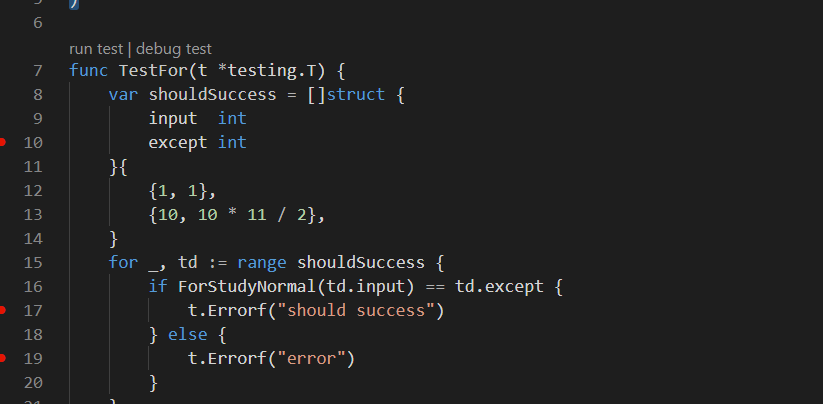 5 )
6
run test | debug test
7 func TestFor(t *testing.T) {
8     var shouldSuccess = []struct {
9         input  int
10         except int
11     }{
12         {1, 1},
13         {10, 10 * 11 / 2},
14     }
15     for _, td := range shouldSuccess {
16         if ForStudyNormal(td.input) == td.except {
17             t.Errorf("should success")
18         } else {
19             t.Errorf("error")
20         }
21     }